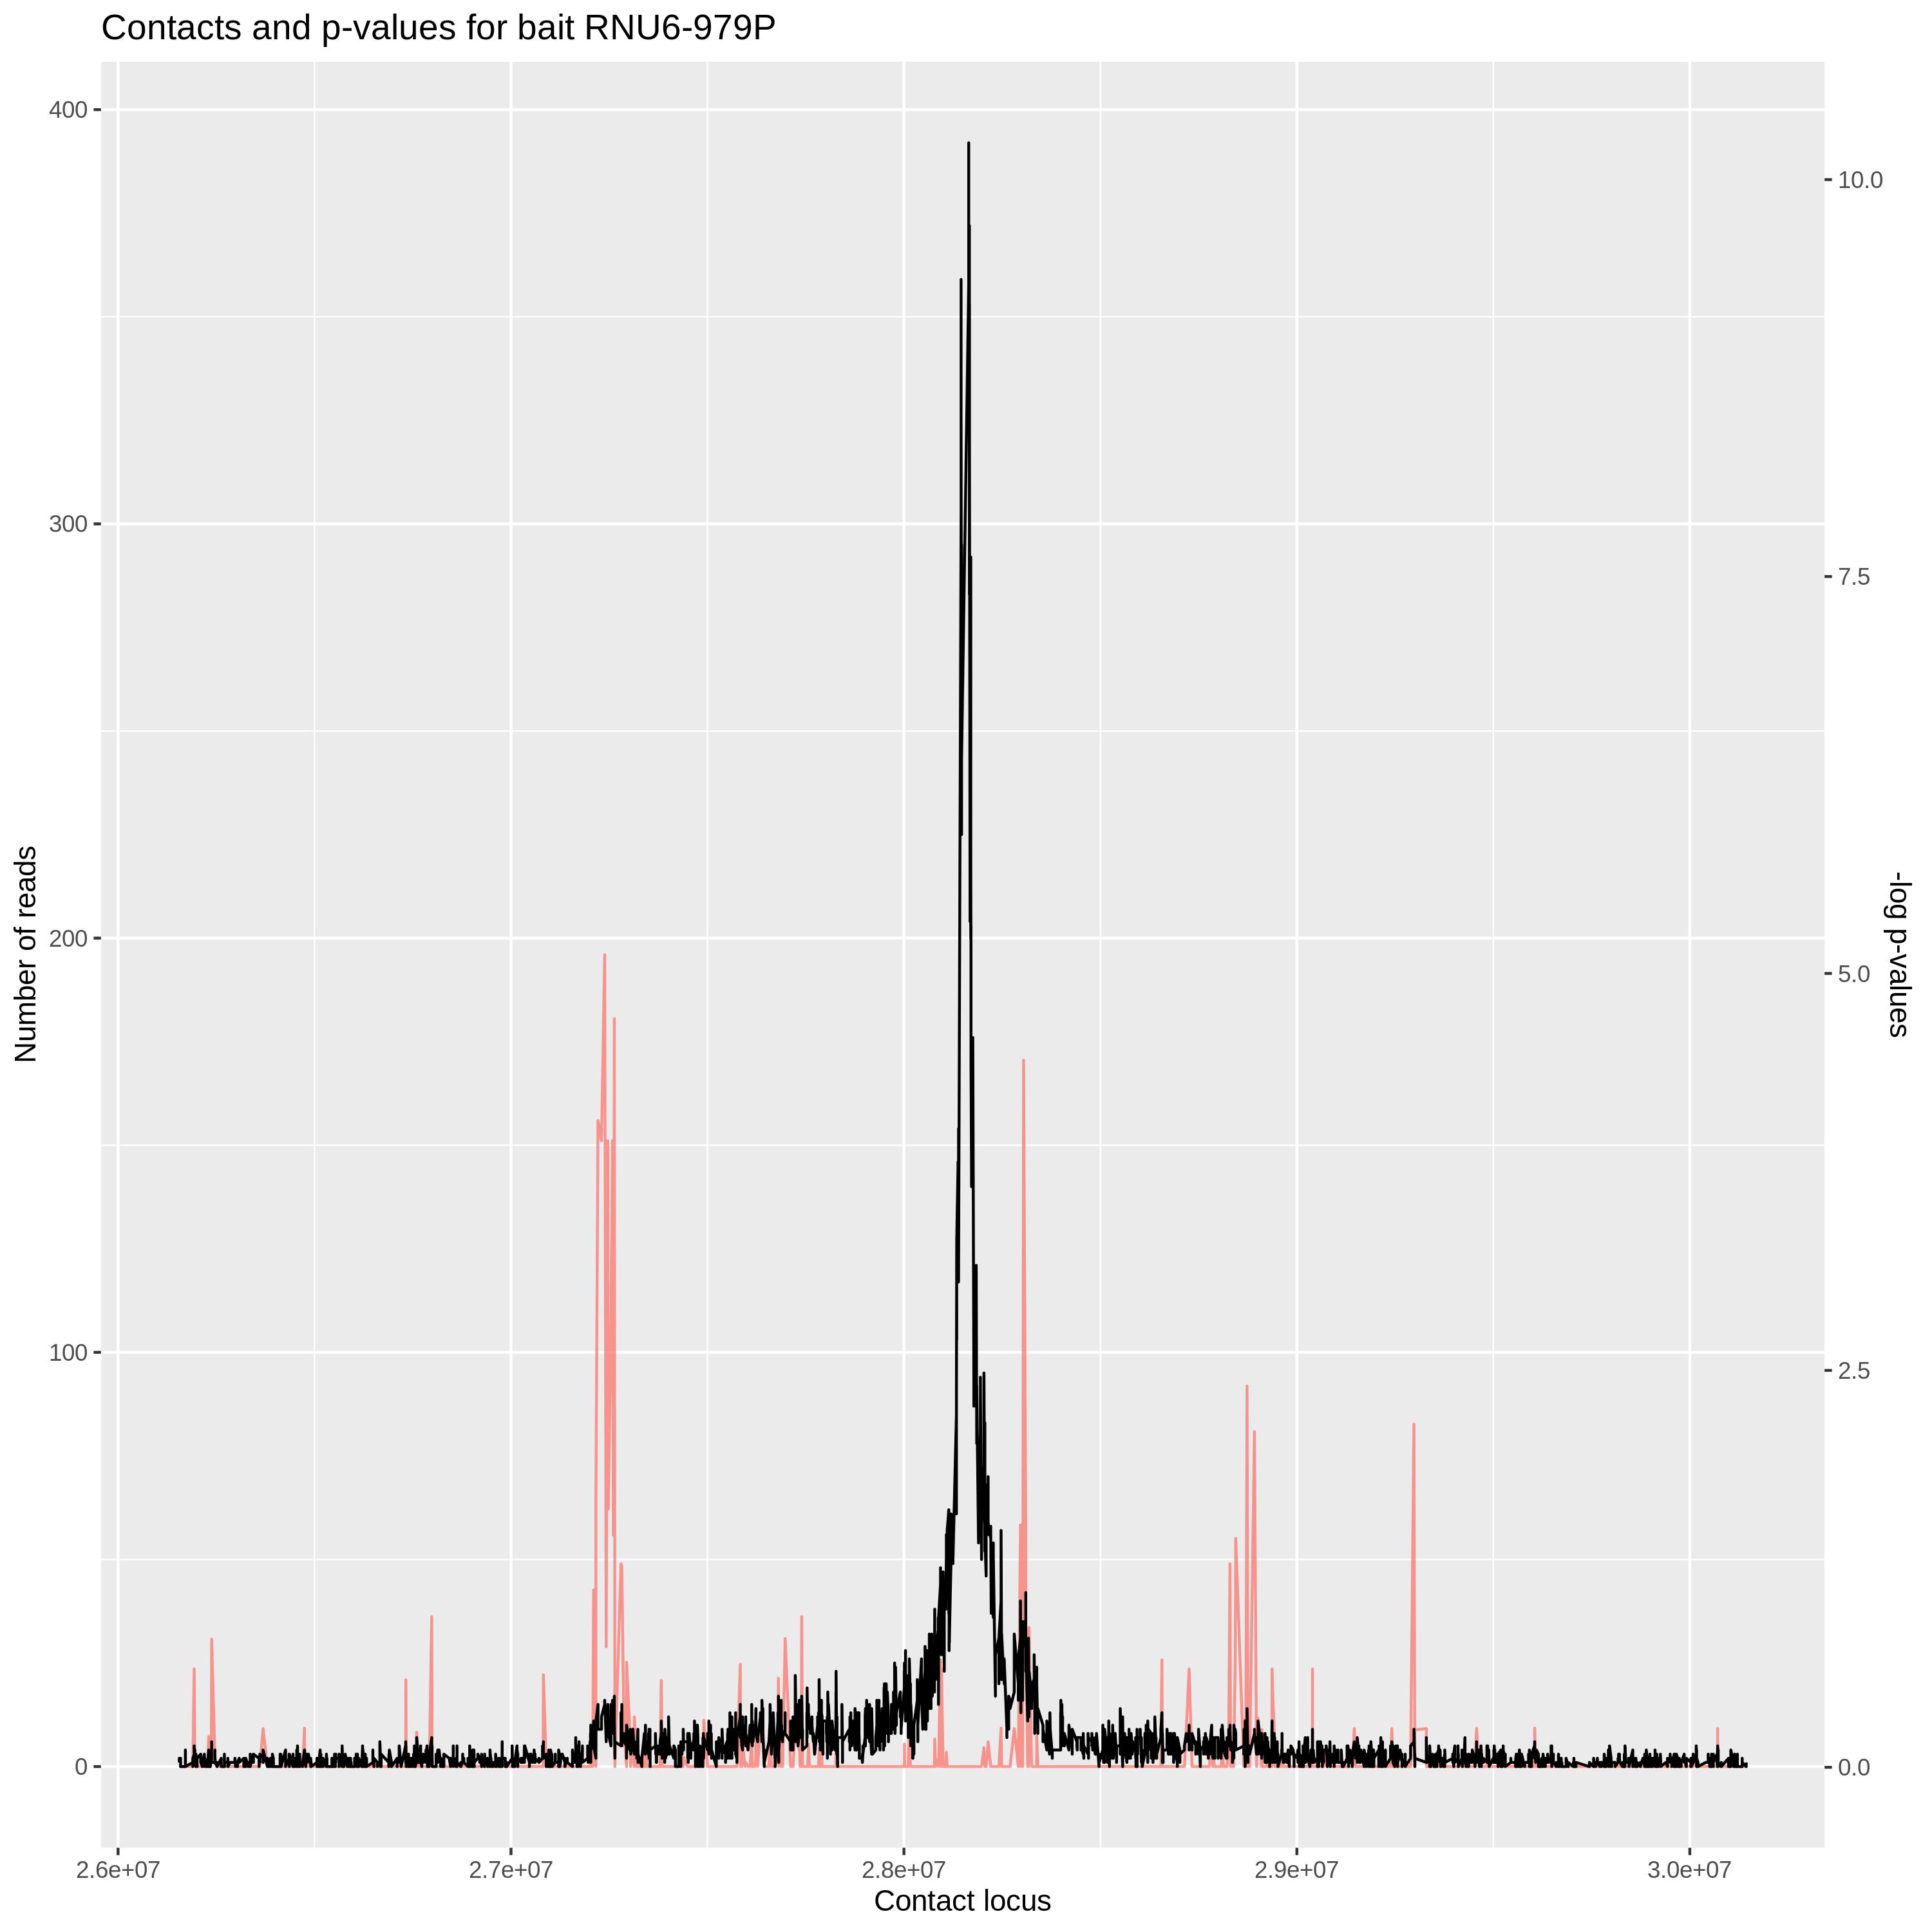 Contacts and p-values for bait RNU6-979P
400
300
200
100
0
Number of reads
10.0
7.5
5.0
2.5
0.0
-log p-values
2.6e+07
2.7e+07
2.8e+07
2.9e+07
3.0e+07
Contact locus